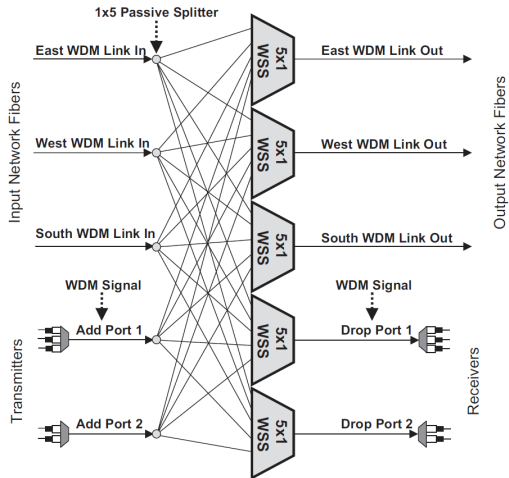 1x5 Passive Splitter
East WDM Link In
5x1
WSS
East WDM Link Out
West WDM Link In
5x1
WSS
West WDM Link Out
Input Network Fibers
Output Network Fibers
South WDM Link In
5x1
WSS
South WDM Link Out
WDM Signal
WDM Signal
Add Port 1
5x1
WSS
Drop Port 1
Transmitters
Receivers
Add Port 2
5x1
WSS
Drop Port 2